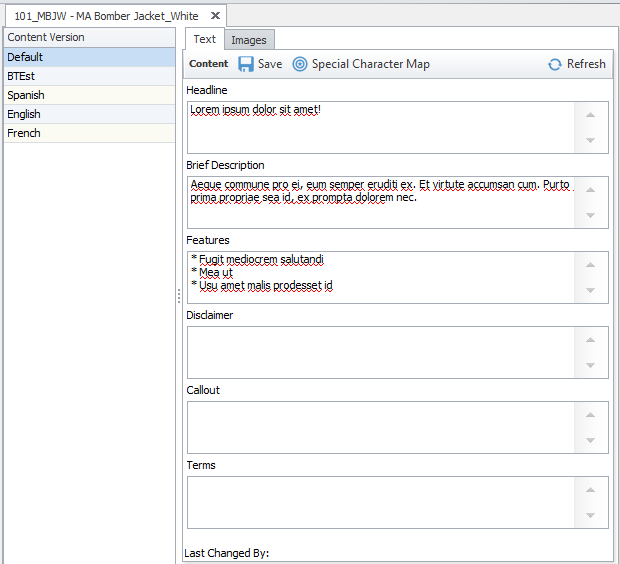 101_MBJW - MA Bomber Jacket_White
Content Version
Default
BTEst
Spanish
English
French
Text Images
Content Save Special Character Map Refresh
Headline
Lorem ipsum dolor sit amet!
Brief Description
Aeque commune pro ei, eum semper eruditi ex. Et virtute accumsan cum. Purto
prima propriae sea id, ex prompta dolorem nec.
Features
* Fugit mediocrem salutandi
* Mea ut
* Usu amet malis prodesset id
Disclaimer
Callout
Terms
Last Changed By: